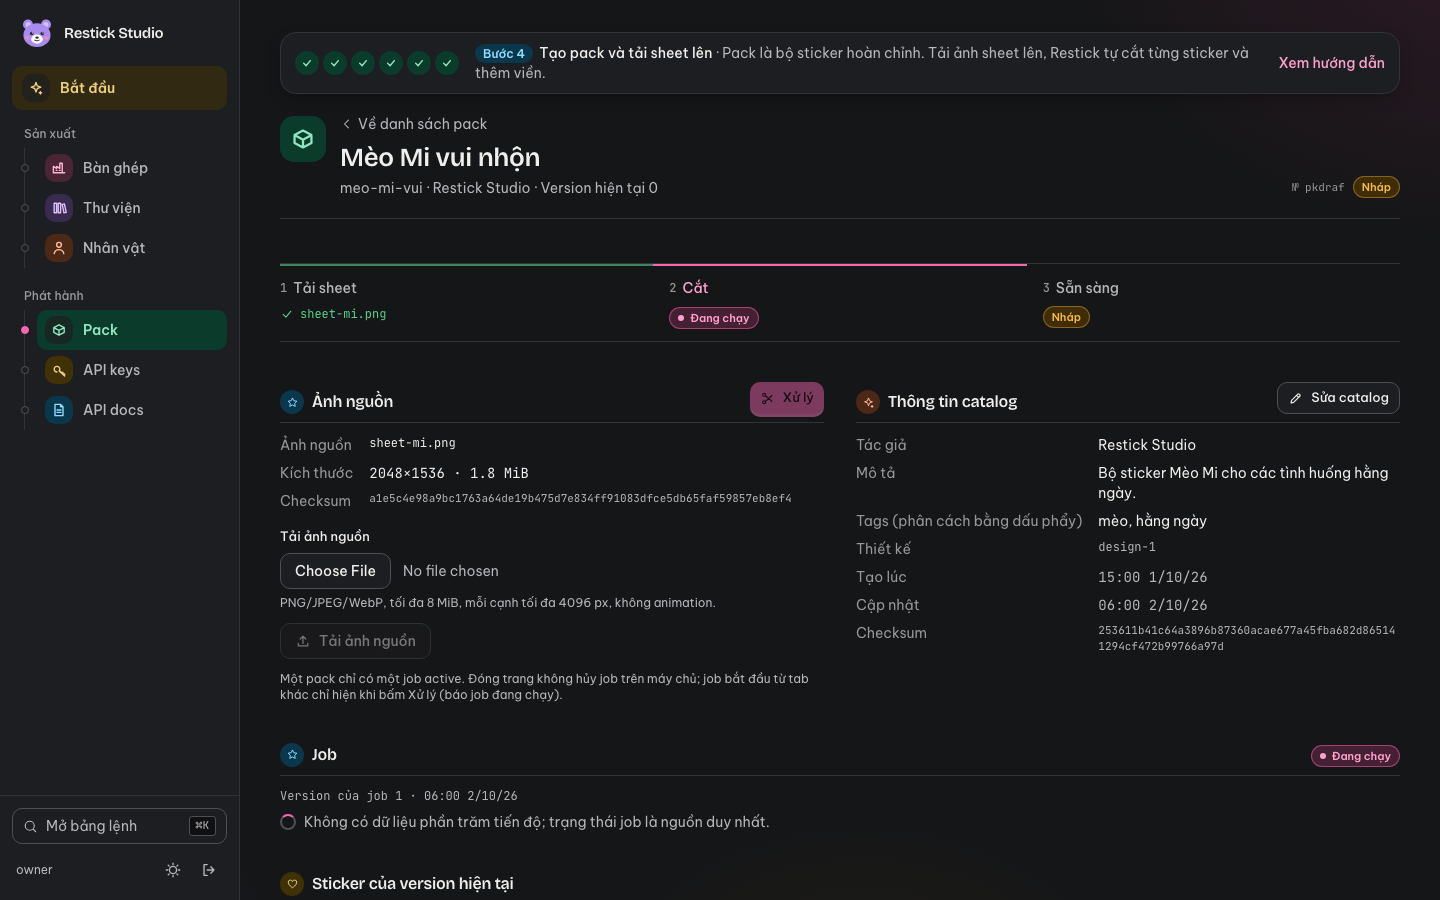 Restick Studio
Bắt đầu
Sản xuất
Bàn ghép
Thư viện
Nhân vật
Phát hành
Pack
API keys
API docs
Mở bảng lệnh
⌘K
owner
Bước 4 Tạo pack và tải sheet lên · Pack là bộ sticker hoàn chỉnh. Tải ảnh sheet lên, Restick tự cắt từng sticker và
thêm viền.
Xem hướng dẫn
Về danh sách pack
Mèo Mi vui nhộn
meo-mi-vui · Restick Studio · Version hiện tại 0
№ pkdraf Nháp
1 Tải sheet
sheet-mi.png
2 Cắt
Đang chạy
3 Sẵn sàng
Nháp
Ảnh nguồn
Xử lý
Ảnh nguồn sheet-mi.png
Kích thước 2048×1536 · 1.8 MiB
Checksum a1e5c4e98a9bc1763a64de19b475d7e834ff91083dfce5db65faf59857eb8ef4
Tải ảnh nguồn
Choose File No file chosen
PNG/JPEG/WebP, tối đa 8 MiB, mỗi cạnh tối đa 4096 px, không animation.
Tải ảnh nguồn
Một pack chỉ có một job active. Đóng trang không hủy job trên máy chủ; job bắt đầu từ tab
khác chỉ hiện khi bấm Xử lý (báo job đang chạy).
Thông tin catalog
Sửa catalog
Tác giả Restick Studio
Mô tả Bộ sticker Mèo Mi cho các tình huống hằng
ngày.
Tags (phân cách bằng dấu phẩy) mèo, hằng ngày
Thiết kế design-1
Tạo lúc 15:00 1/10/26
Cập nhật 06:00 2/10/26
Checksum 253611b41c64a3896b87360acae677a45fba682d86514
1294cf472b99766a97d
Job
Đang chạy
Version của job 1 · 06:00 2/10/26
Không có dữ liệu phần trăm tiến độ; trạng thái job là nguồn duy nhất.
Sticker của version hiện tại